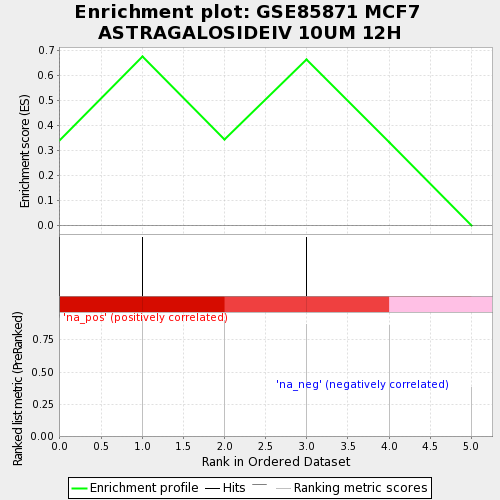 Enrichment plot: GSE85871 MCF7
ASTRAGALOSIDEIV 10UM 12H
Enrichment score (ES)
0.7
0.6
0.5
0.4
0.3
0.2
0.1
0.0
'na_pos' (positively correlated)
Ranked list metric (PreRanked)
0.75
0.50
0.25
0.00
'na_neg' (negatively correlated)
0.0 0.5 1.0 1.5 2.0 2.5 3.0 3.5 4.0 4.5 5.0
Rank in Ordered Dataset
Enrichment profile Hits Ranking metric scores